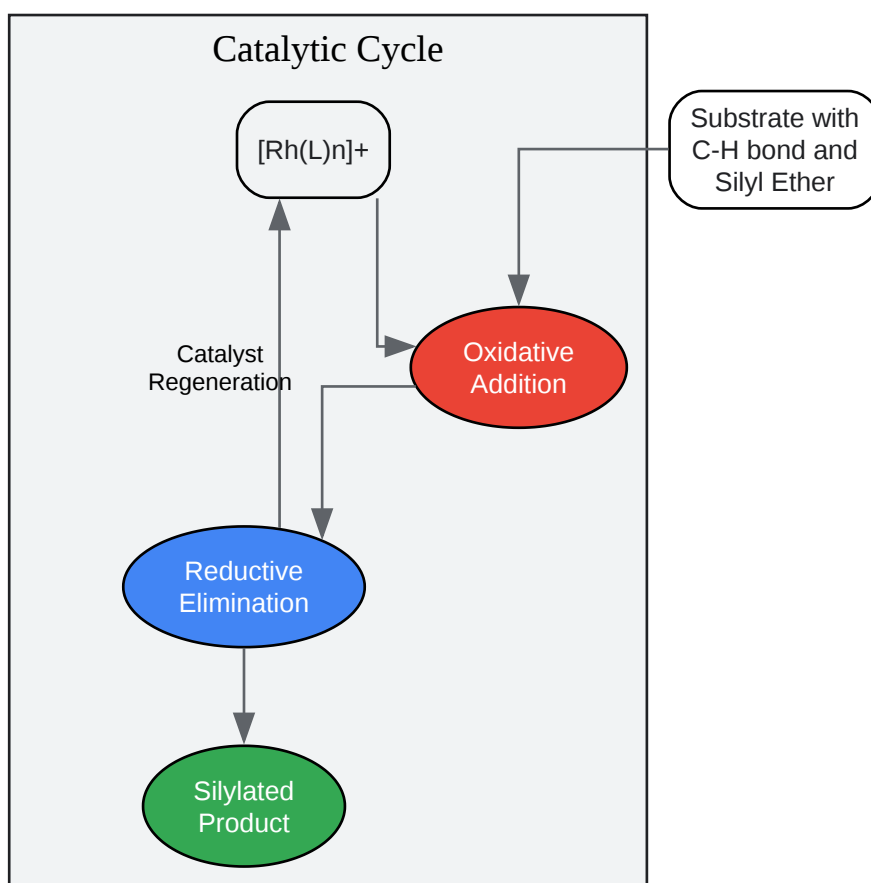 Catalytic Cycle
[Rh(L)n]+
Substrate with
C-H bond and
Silyl Ether
Oxidative
Addition
Catalyst
Regeneration
Reductive
Elimination
Silylated
Product